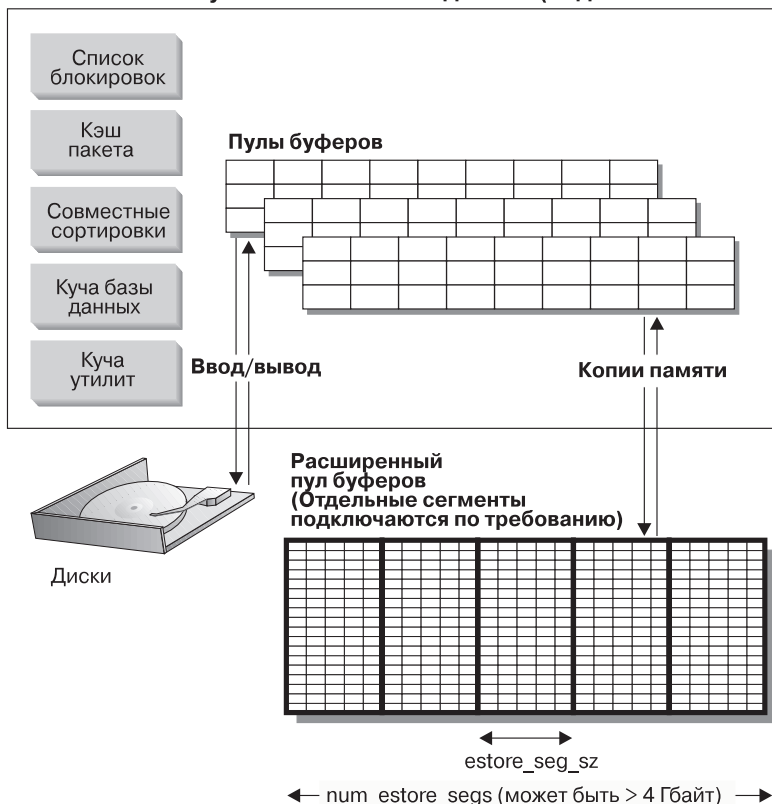 Список
блокировок
Кэш
пакета
Совместные
сортировки
Куча базы
данных
Куча
утилит
Пулы буферов
Ввод/вывод
Копии памяти
Диски
Расширенный
пул буферов
(Отдельные сегменты
подключаются по требованию)
estore_seg_sz
num_estore_segs (может быть > 4 Гбайт)